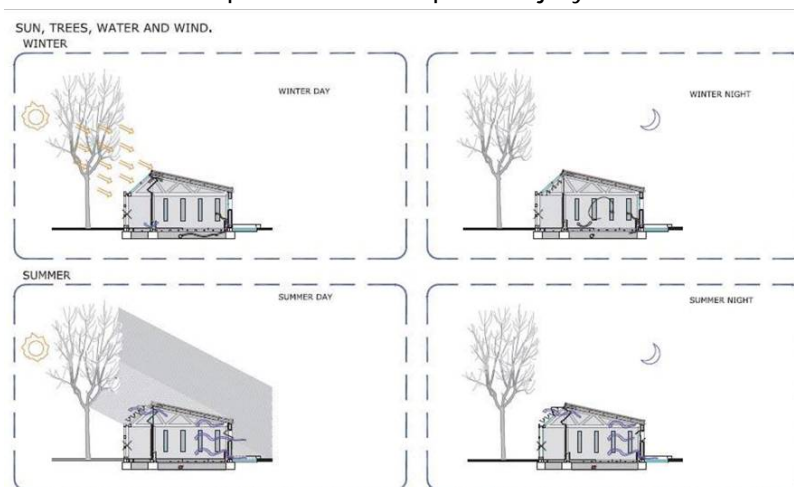 SUN, TREES, WATER AND WIND.
WINTER
WINTER DAY
WINTER NIGHT
SUMMER
SUMMER DAY
SUMMER NIGHT